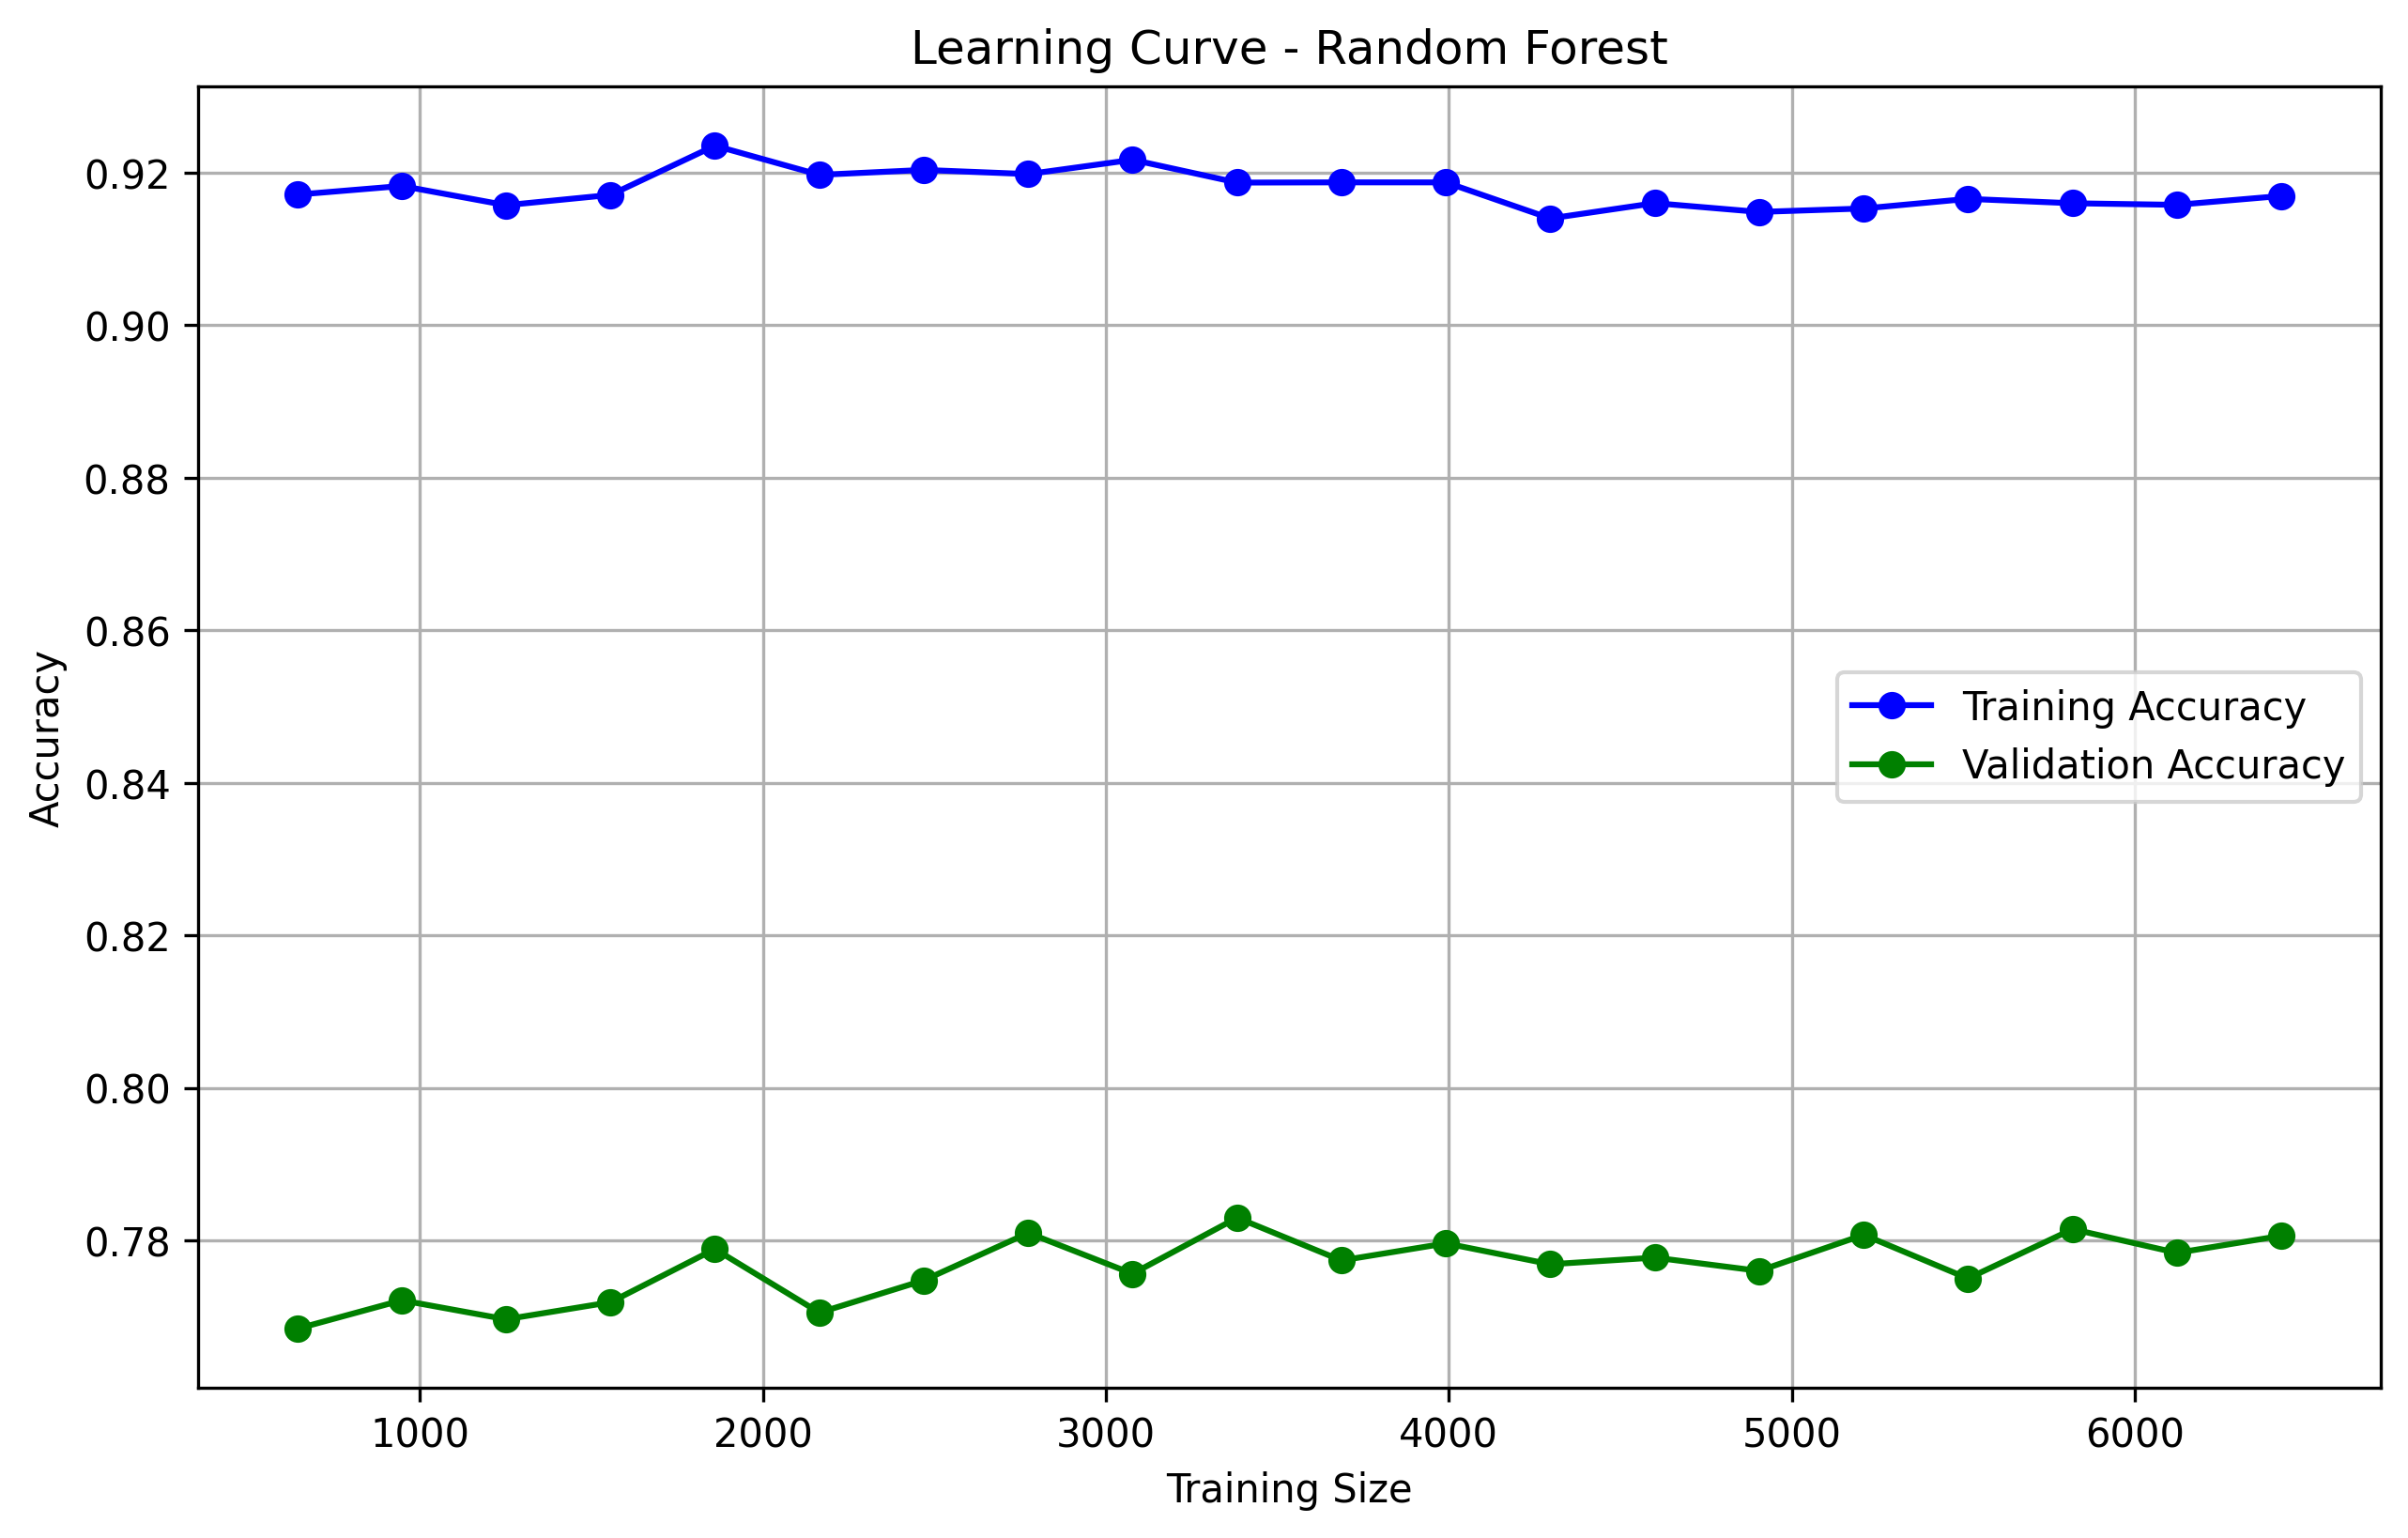 Learning Curve - Random Forest
0.92
0.90
0.88
0.86
0.84
0.82
0.80
0.78
Accuracy
Training Accuracy
Validation Accuracy
1000 2000 3000 4000 5000 6000
Training Size